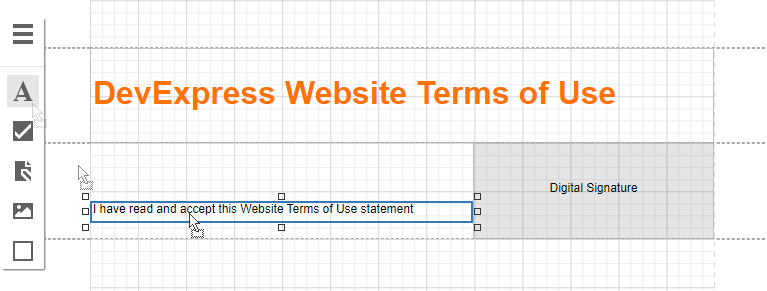 A
DevExpress Website Terms of Use
Digital Signature
I have read and accept this Website Terms of Use statement